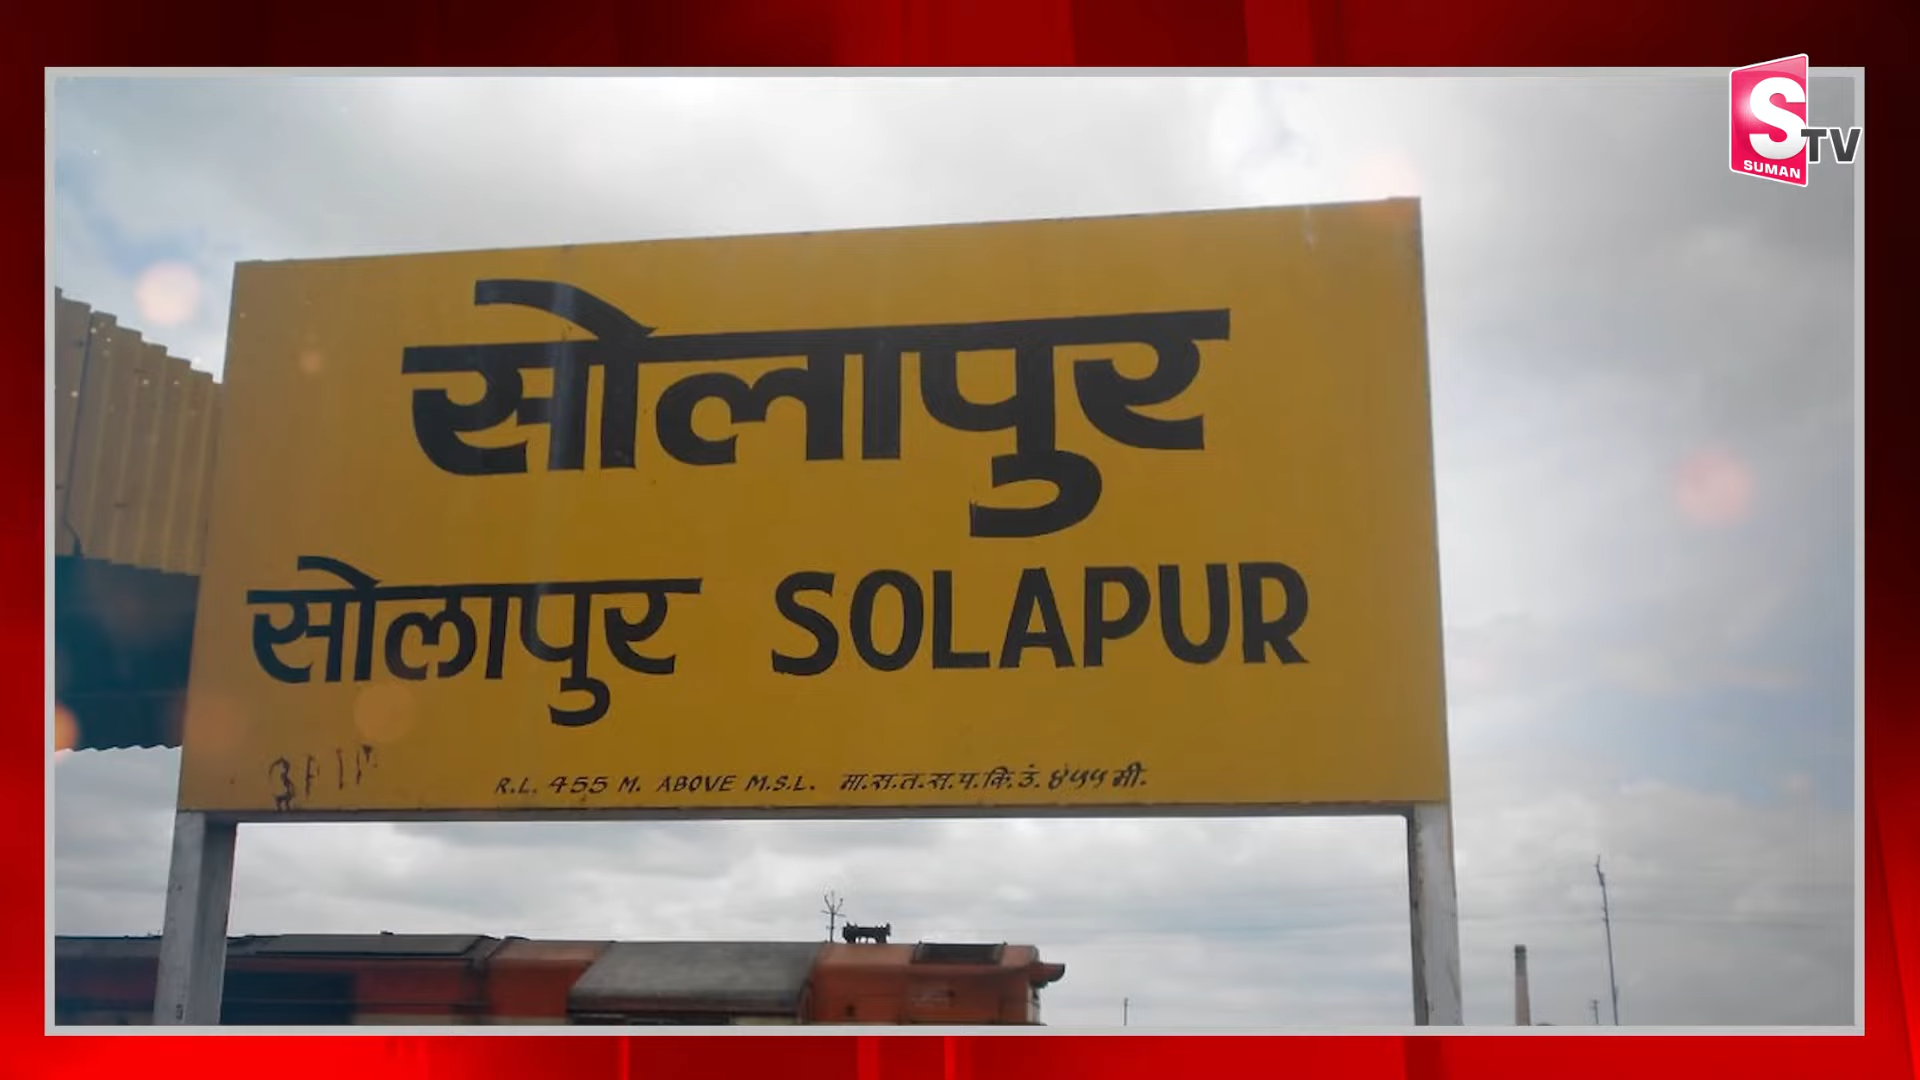 S TV
SUMAN
सोलापुर
सोलापुर SOLAPUR
R.L. 455 M. ABOVE M.S.L. मा.स.त.स.प.कि.उं. ४५५ मी.